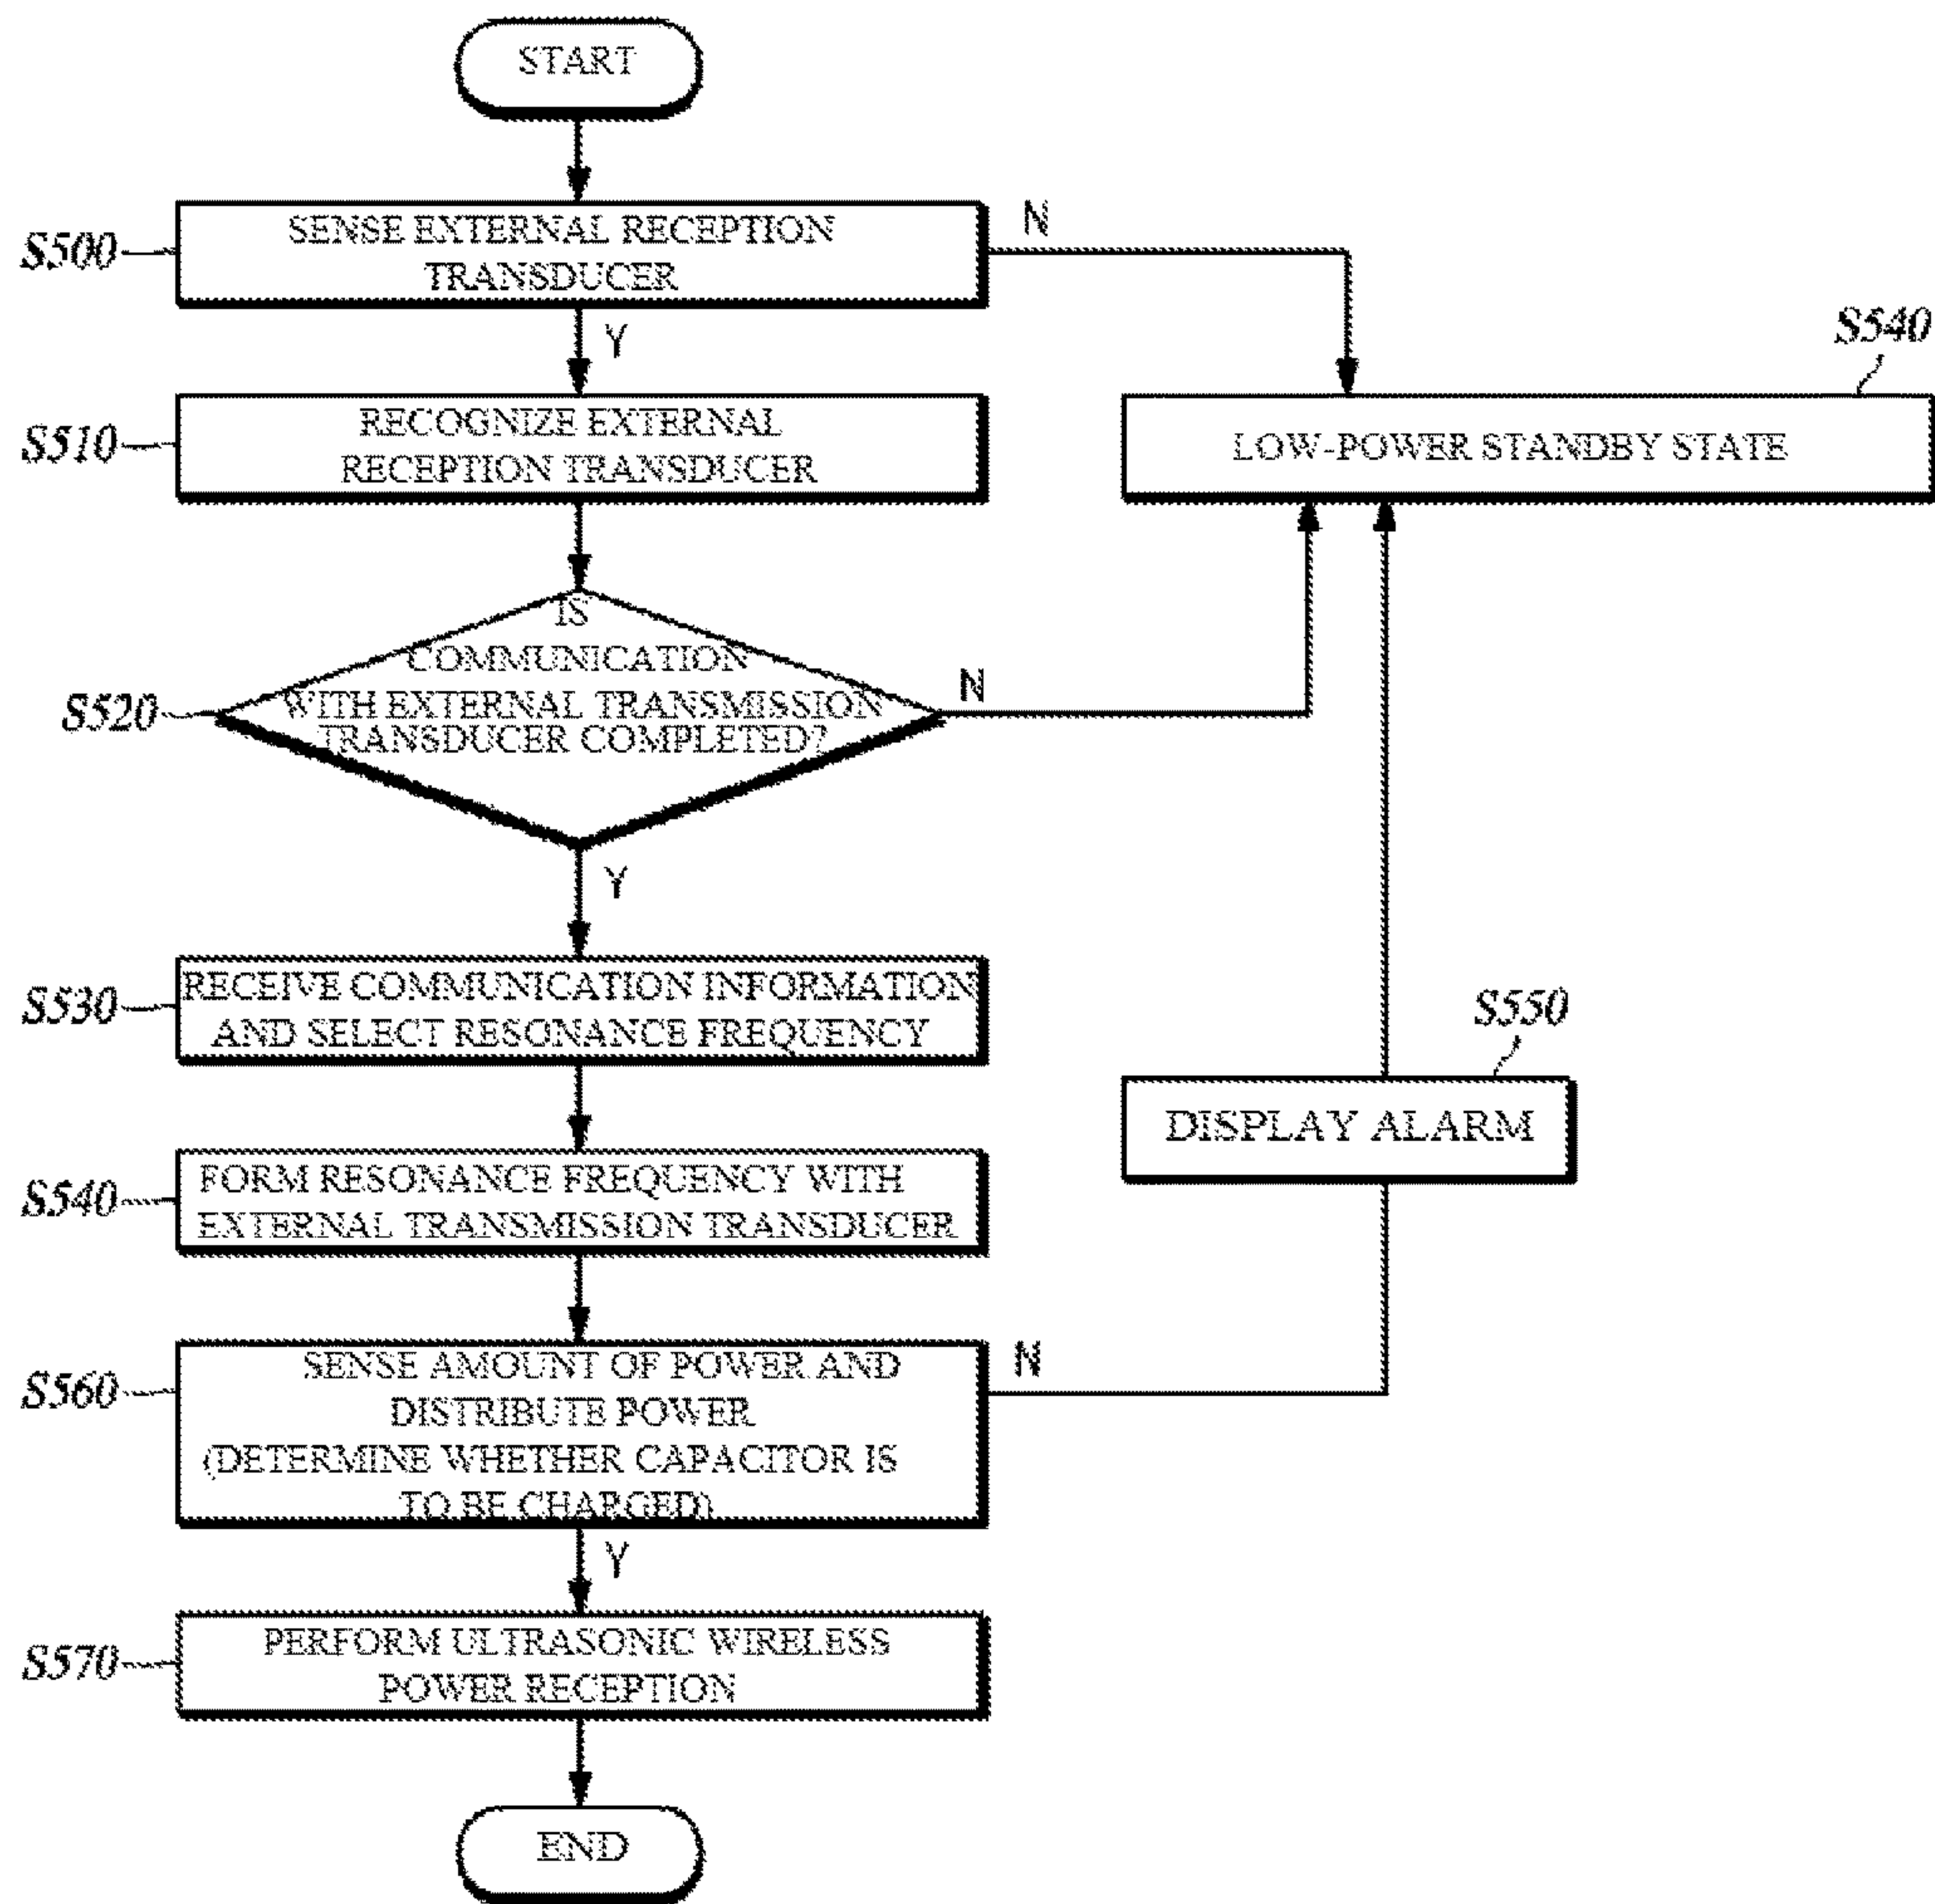 START
S500
SENSE EXTERNAL RECEPTION
TRANSDUCER
N
Y
S510
RECOGNIZE EXTERNAL
RECEPTION TRANSDUCER
S540
LOW-POWER STANDBY STATE
S520
IS
COMMUNICATION
WITH EXTERNAL TRANSMISSION
TRANSDUCER COMPLETED?
N
Y
S530
RECEIVE COMMUNICATION INFORMATION
AND SELECT RESONANCE FREQUENCY
S550
DISPLAY ALARM
S540
FORM RESONANCE FREQUENCY WITH
EXTERNAL TRANSMISSION TRANSDUCER
S560
SENSE AMOUNT OF POWER AND
DISTRIBUTE POWER
(DETERMINE WHETHER CAPACITOR IS
TO BE CHARGED)
N
Y
S570
PERFORM ULTRASONIC WIRELESS
POWER RECEPTION
END